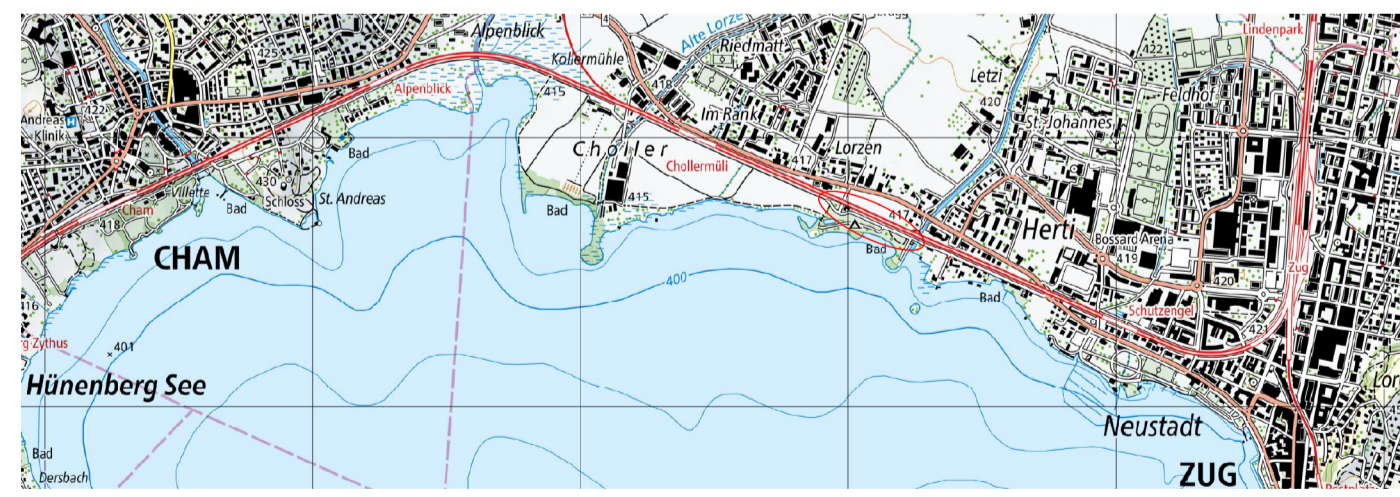 4
Lindenpark
Alpenblick
Alte Lorze
Riedmatt
425
422
Kollermühle
Letzi
418
Feldhof
Alpenblick
415
420
422
Andreas
Klinik
H
Im Rank
St. Johannes
Choller
417
Lorzen
Bad
Chollermüli
430
Villette
Schloss
St. Andreas
415
Cham
Bad
Bad
417
418
Herti
Bossard Arena
Bad
419
CHAM
Zug
400
420
Bad
416
Schutzengel
421
g Zythus
401
Hünenberg See
Lor
Neustadt
Bad
ZUG
Dersbach